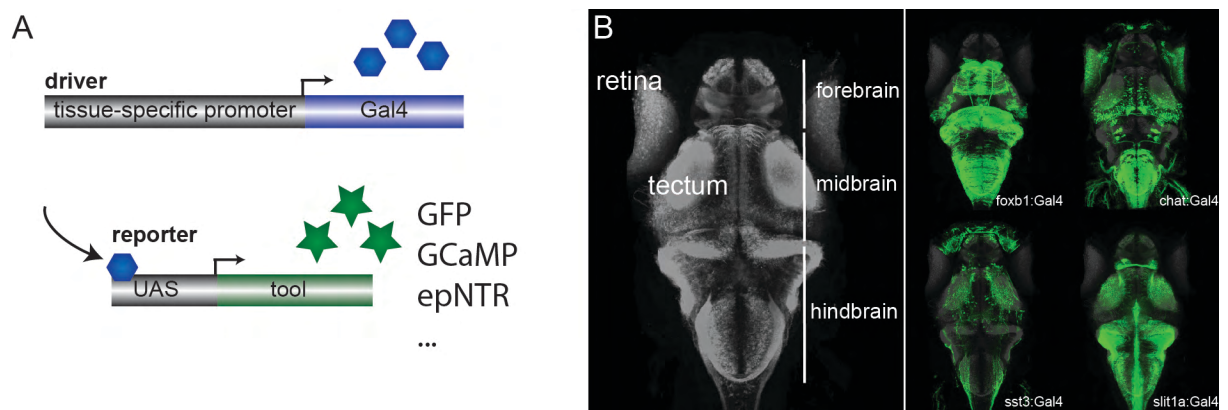 A
driver
tissue-specific promoter
Gal4
reporter
UAS
tool
GFP
GCaMP
epNTR
...
B
retina
tectum
forebrain
midbrain
hindbrain
foxb1:Gal4
chat:Gal4
sst3:Gal4
slit1a:Gal4